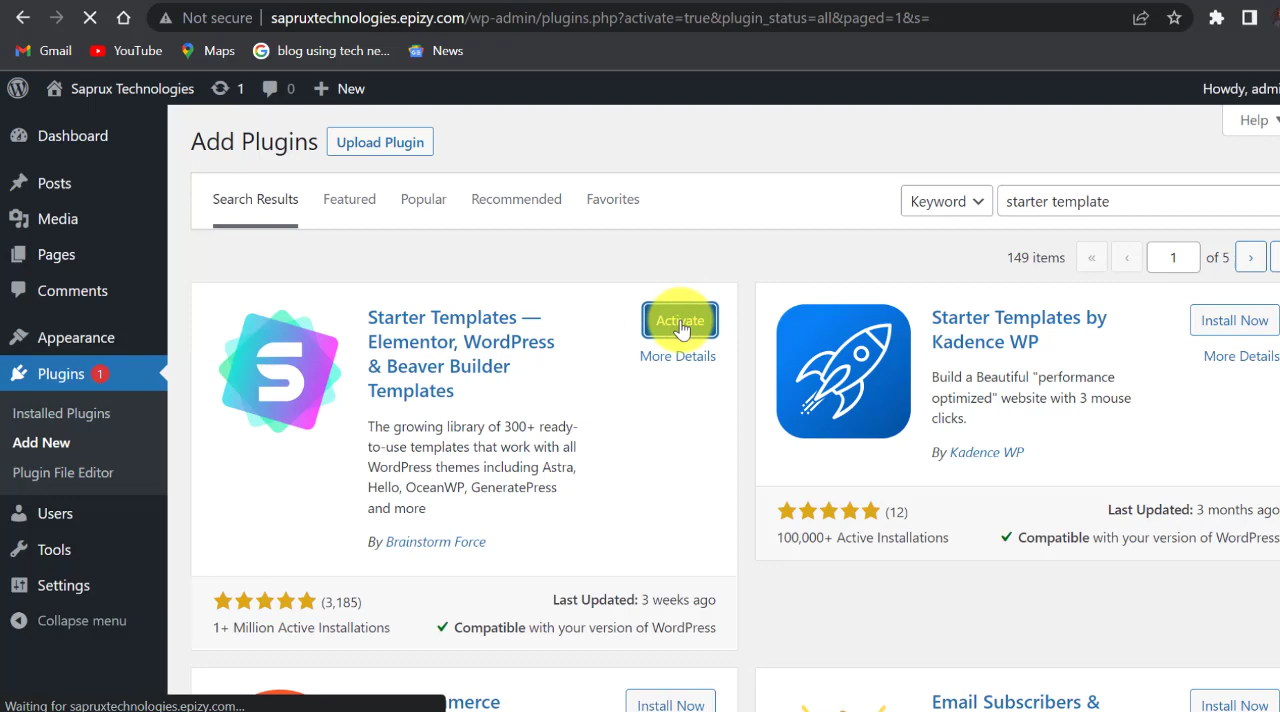 Not secure | sapruxtechnologies.epizy.com/wp-admin/plugins.php?activate=true&plugin_status=all&paged=1&s=
Gmail YouTube Maps blog using tech ne... News
Saprux Technologies 1 0 New Howdy, admi
Dashboard
Posts
Media
Pages
Comments
Appearance
Plugins 1
Installed Plugins
Add New
Plugin File Editor
Users
Tools
Settings
Collapse menu
Add Plugins Upload Plugin
Help
Search Results Featured Popular Recommended Favorites
Keyword starter template
149 items « ‹ 1 of 5 ›
Starter Templates —
Elementor, WordPress
& Beaver Builder
Templates
Activate
More Details
The growing library of 300+ ready-
to-use templates that work with all
WordPress themes including Astra,
Hello, OceanWP, GeneratePress
and more
By Brainstorm Force
(3,185)
Last Updated: 3 weeks ago
1+ Million Active Installations
Compatible with your version of WordPress
Starter Templates by
Kadence WP
Install Now
More Details
Build a Beautiful "performance
optimized" website with 3 mouse
clicks.
By Kadence WP
(12)
Last Updated: 3 months ago
100,000+ Active Installations
Compatible with your version of WordPress
merce
Install Now
Email Subscribers &
Install Now
Waiting for sapruxtechnologies.epizy.com...